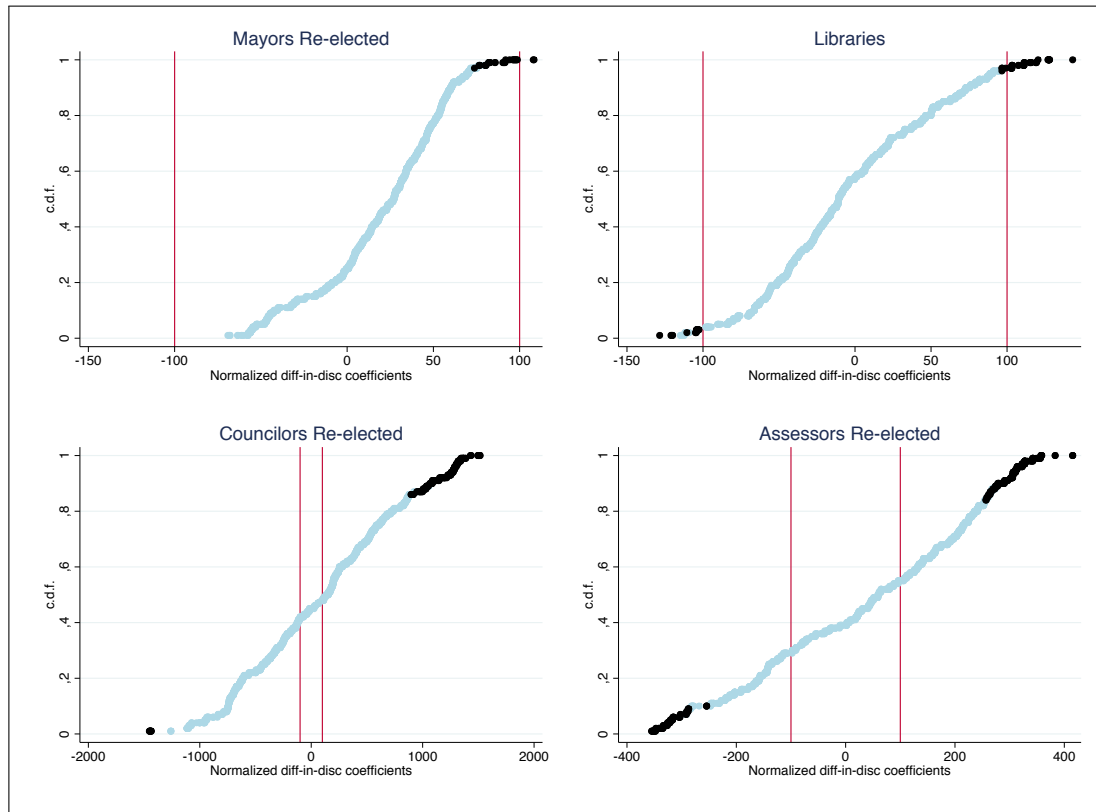 Mayors Re-elected
c.d.f.
0 ,2 ,4 ,6 ,8 1
-150 -100 0 50 100
Normalized diff-in-disc coefficients
Libraries
c.d.f.
0 ,2 ,4 ,6 ,8 1
-150 -100 0 50 100
Normalized diff-in-disc coefficients
Councilors Re-elected
c.d.f.
0 ,2 ,4 ,6 ,8 1
-2000 -1000 0 1000 2000
Normalized diff-in-disc coefficients
Assessors Re-elected
c.d.f.
0 ,2 ,4 ,6 ,8 1
-400 -200 0 200 400
Normalized diff-in-disc coefficients